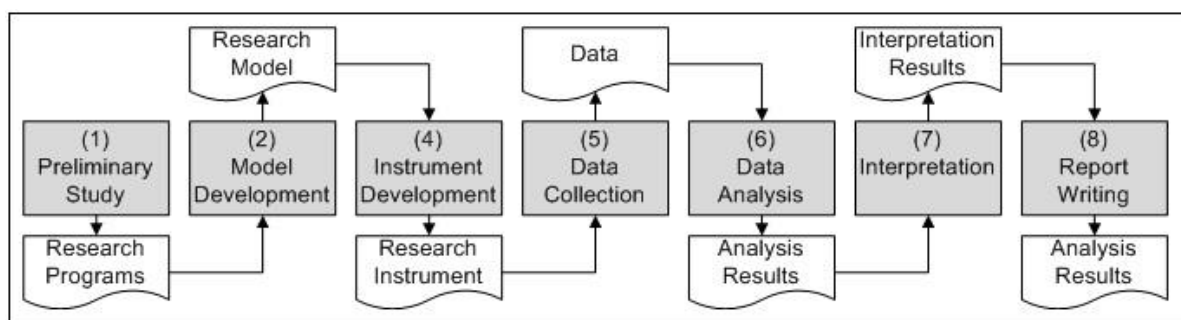 Research
Model
Data
Interpretation
Results
(1)
Preliminary
Study
(2)
Model
Development
(4)
Instrument
Development
(5)
Data
Collection
(6)
Data
Analysis
(7)
Interpretation
(8)
Report
Writing
Research
Programs
Research
Instrument
Analysis
Results
Analysis
Results